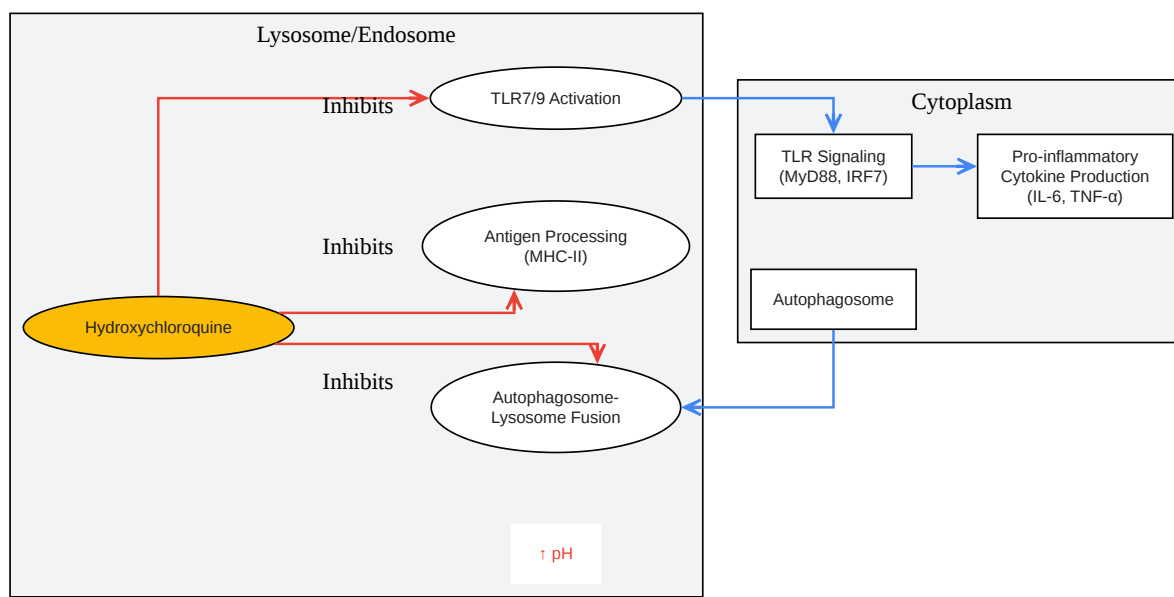 Lysosome/Endosome
Inhibits
TLR7/9 Activation
Cytoplasm
TLR Signaling
(MyD88, IRF7)
Pro-inflammatory
Cytokine Production
(IL-6, TNF-α)
Inhibits
Antigen Processing
(MHC-II)
Autophagosome
Hydroxychloroquine
Inhibits
Autophagosome-
Lysosome Fusion
↑ pH